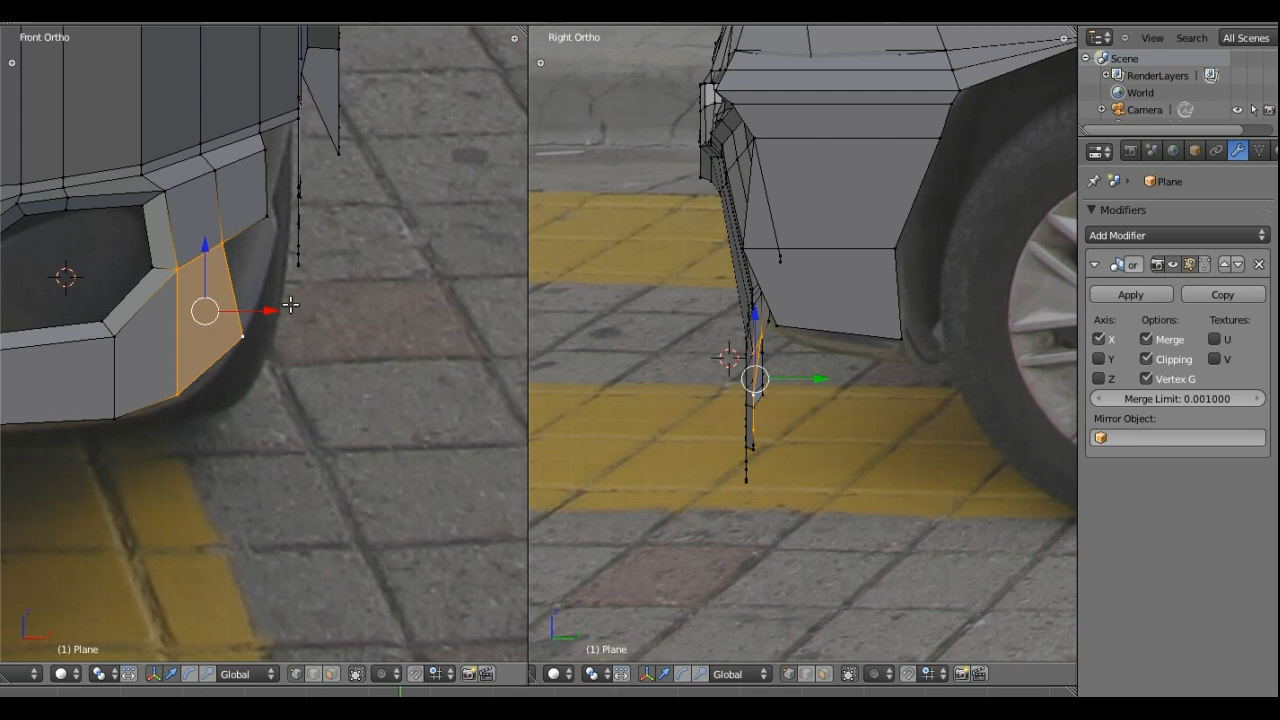 Front Ortho
(1) Plane
Global
Right Ortho
(1) Plane
Global
View Search All Scenes
Scene
RenderLayers
World
Camera
Plane
Modifiers
Add Modifier
or
Apply Copy
Axis: Options: Textures:
X Merge U
Y Clipping V
Z Vertex G
Merge Limit: 0.001000
Mirror Object: